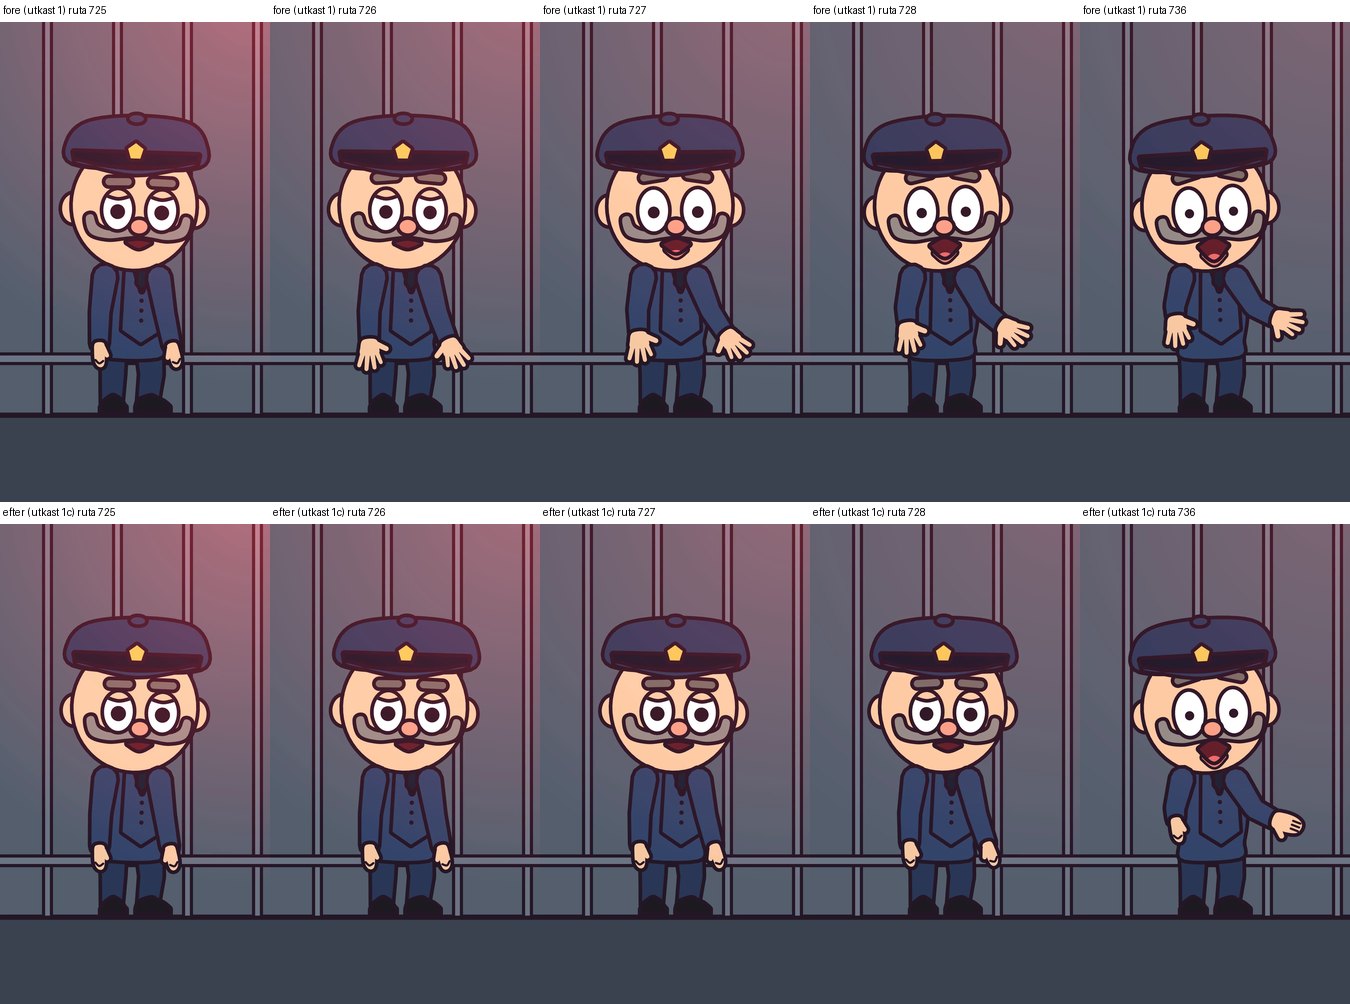 fore (utkast 1) ruta 725
fore (utkast 1) ruta 726
fore (utkast 1) ruta 727
fore (utkast 1) ruta 728
fore (utkast 1) ruta 736
efter (utkast 1c) ruta 725
efter (utkast 1c) ruta 726
efter (utkast 1c) ruta 727
efter (utkast 1c) ruta 728
efter (utkast 1c) ruta 736